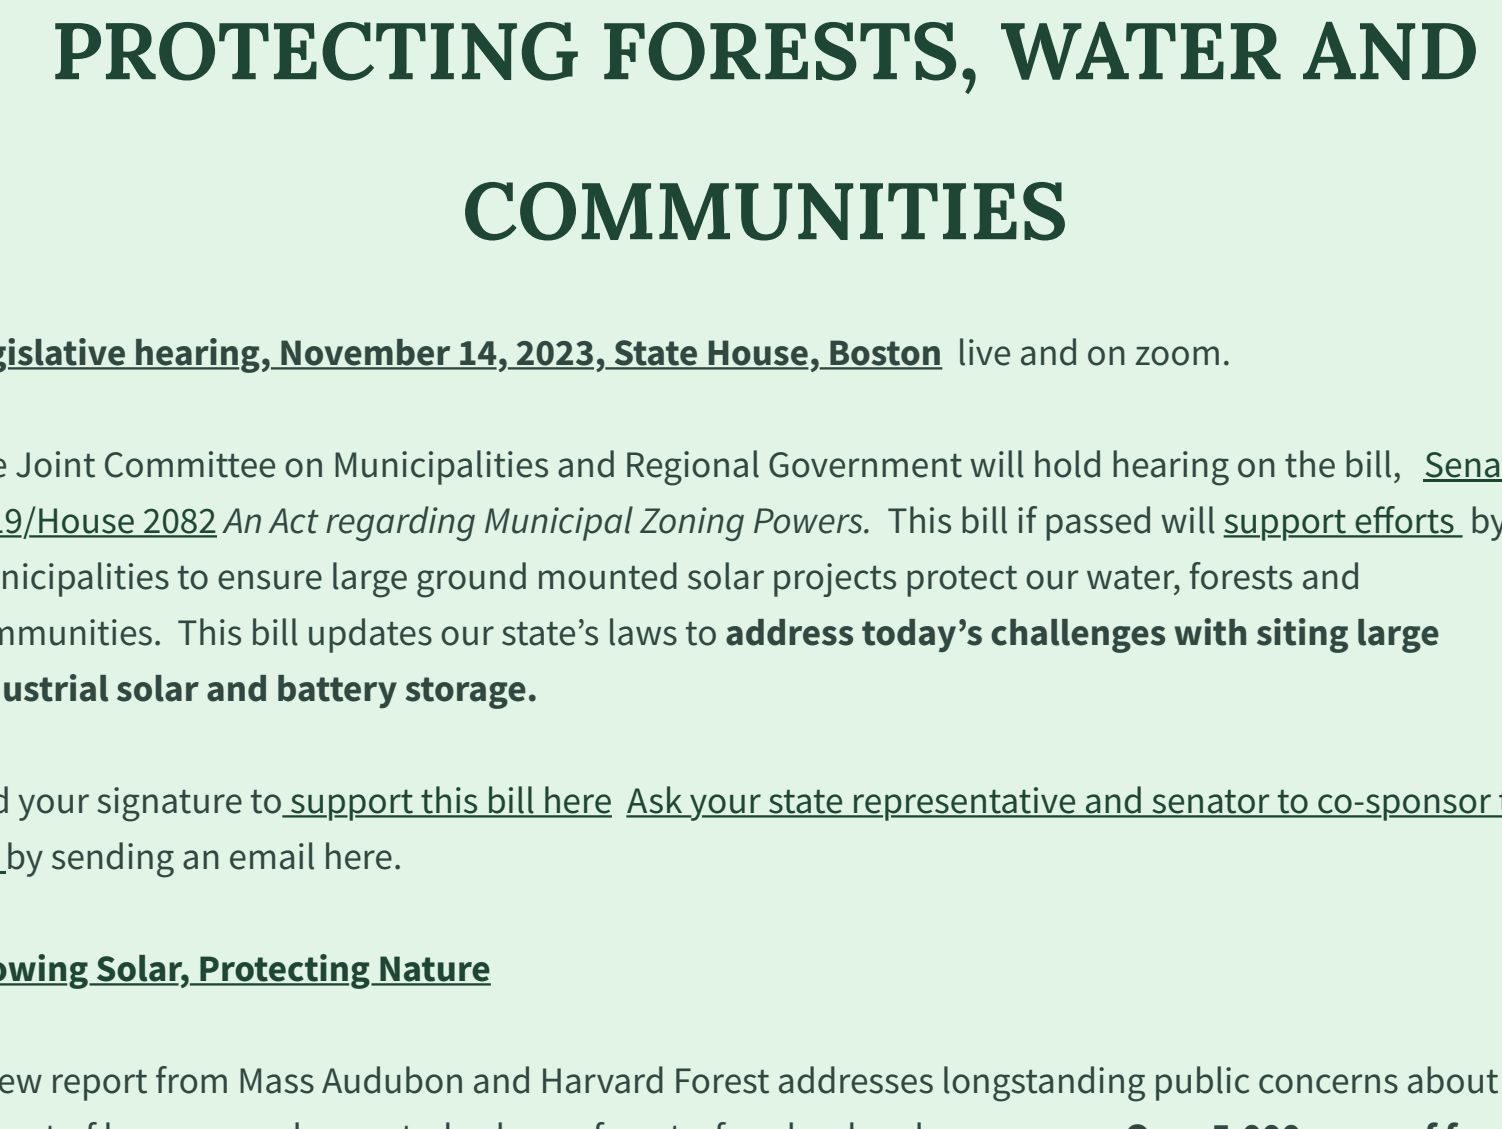 PROTECTING FORESTS, WATER AND
COMMUNITIES
gislative hearing, November 14, 2023, State House, Boston live and on zoom.
e Joint Committee on Municipalities and Regional Government will hold hearing on the bill, Sena
19/House 2082 An Act regarding Municipal Zoning Powers. This bill if passed will support efforts by
nicipalities to ensure large ground mounted solar projects protect our water, forests and
mmunities. This bill updates our state’s laws to address today’s challenges with siting large
ustrial solar and battery storage.
d your signature to support this bill here Ask your state representative and senator to co-sponsor
by sending an email here.
owing Solar, Protecting Nature
ew report from Mass Audubon and Harvard Forest addresses longstanding public concerns about